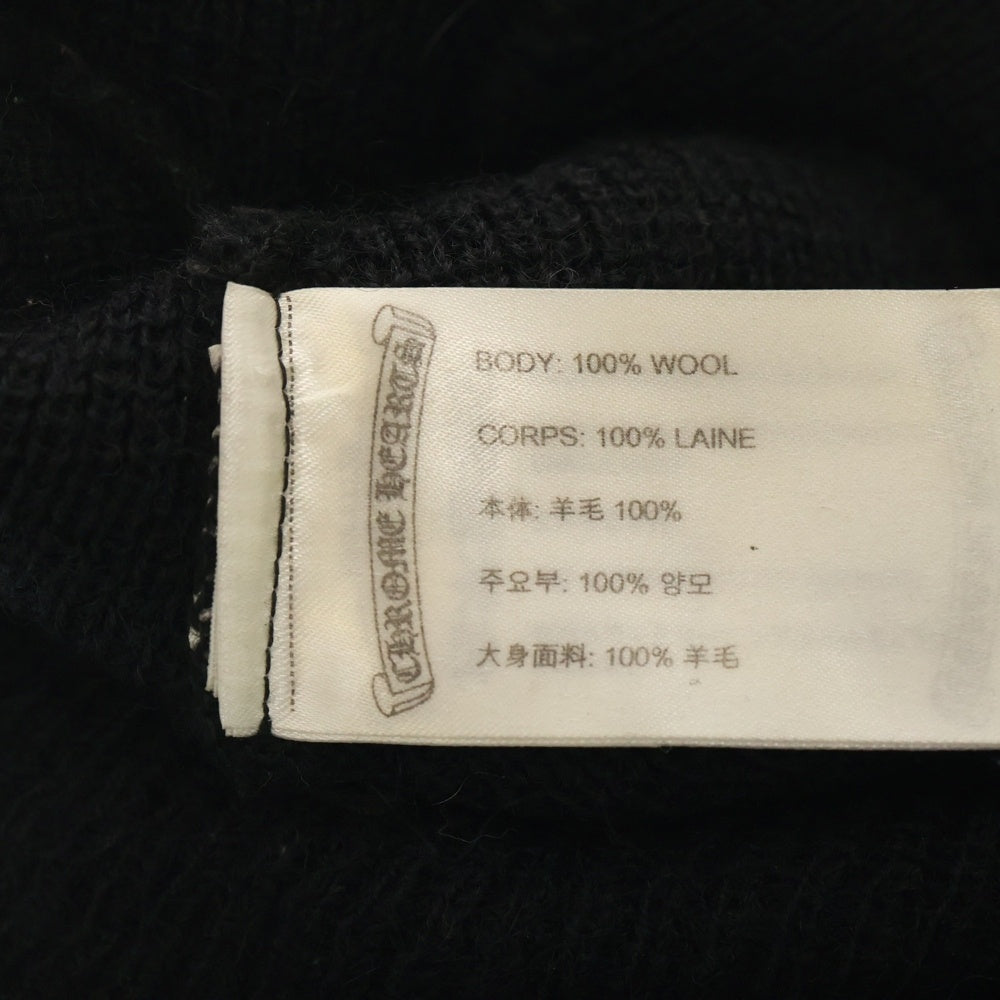 CHROME HEARTS
BODY: 100% WOOL
CORPS: 100% LAINE
本体: 羊毛 100%
주요부: 100% 양모
大身面料: 100% 羊毛